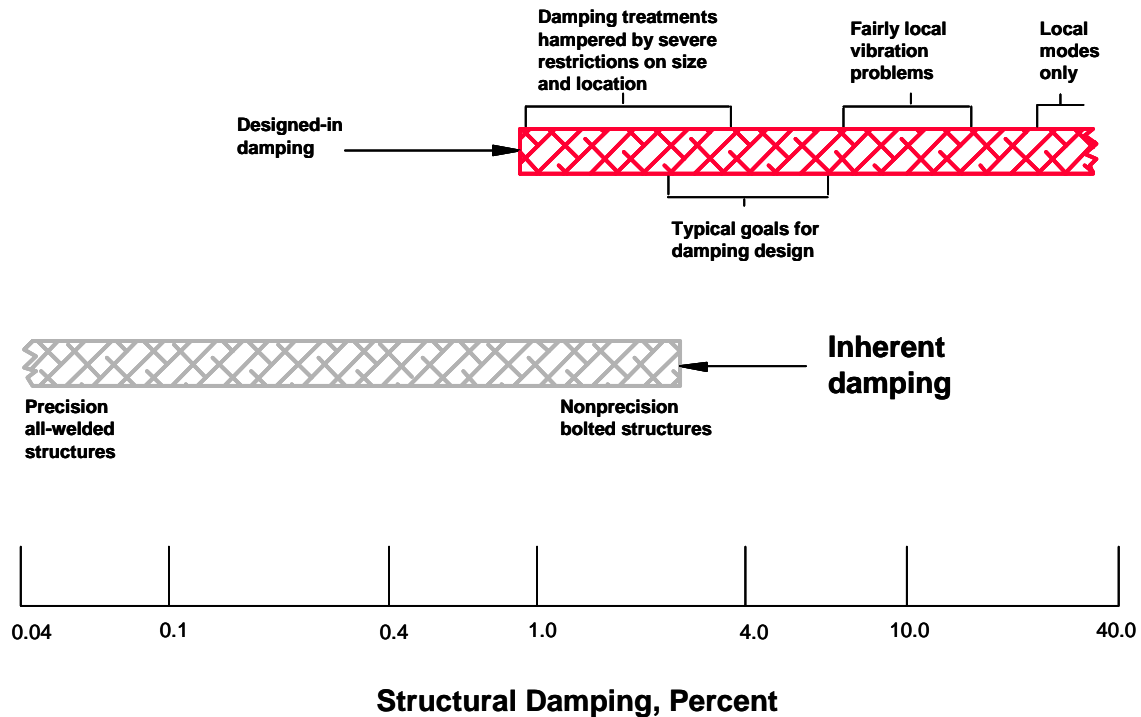 Damping treatments
hampered by severe
restrictions on size
and location
Fairly local
vibration
problems
Local
modes
only
Designed-in
damping
Typical goals for
damping design
Inherent
damping
Precision
all-welded
structures
Nonprecision
bolted structures
0.04
0.1
0.4
1.0
4.0
10.0
40.0
Structural Damping, Percent